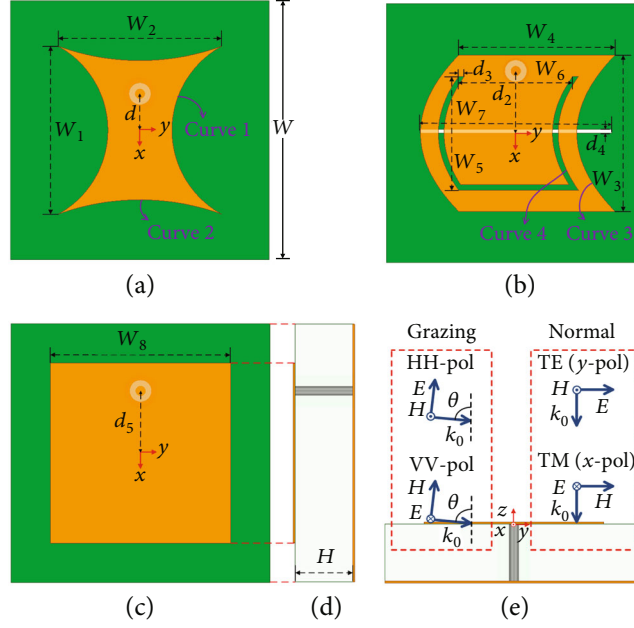 W₂
W₁
d
y
x
Curve 1
Curve 2
W
(a)
W₄
d₃
W₆
d₂
W₇
y
x
d₄
W₅
W₃
Curve 4
Curve 3
(b)
W₈
d₅
y
x
(c)
H
(d)
Grazing
Normal
HH-pol
TE (y-pol)
E
θ
H
k₀
H
E
k₀
VV-pol
TM (x-pol)
H
θ
E
k₀
E
H
k₀
z
x
y
(e)